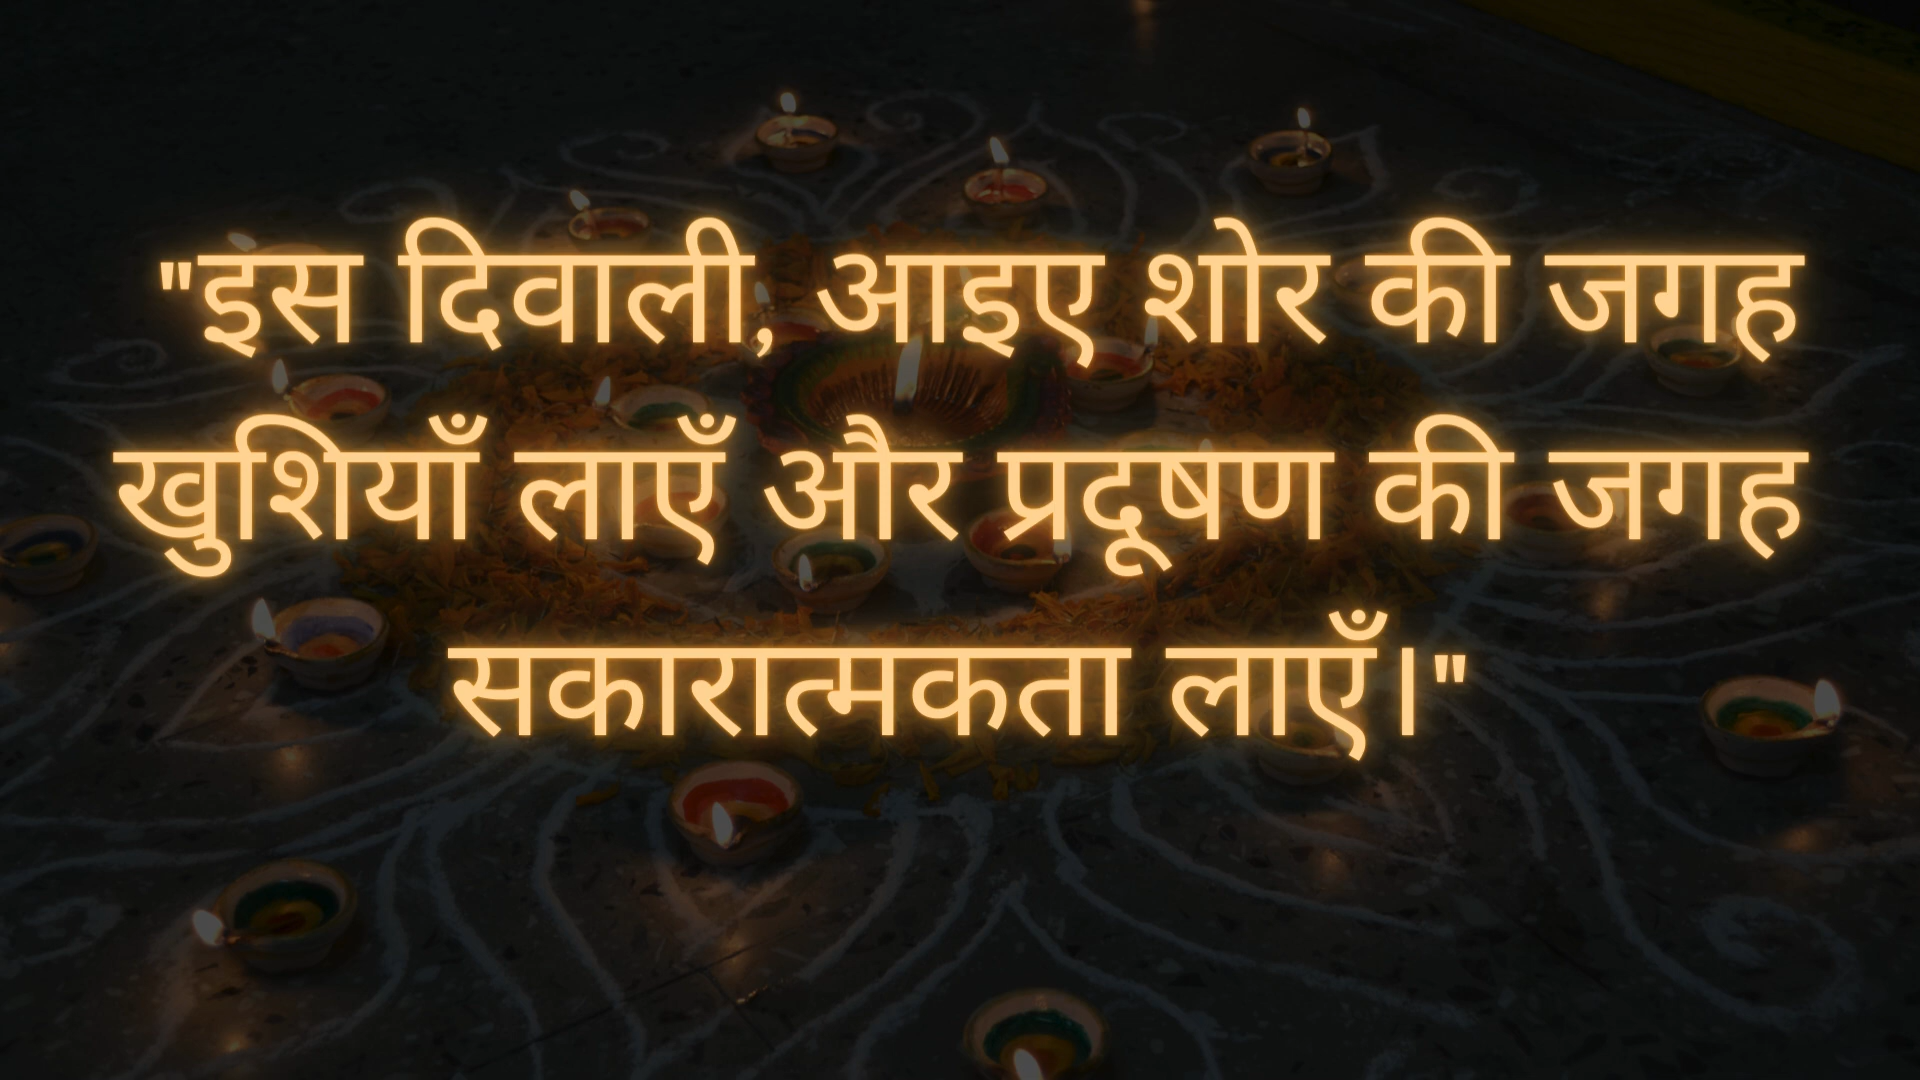 "इस दिवाली, आइए शोर की जगह
खुशियाँ लाएँ और प्रदूषण की जगह
सकारात्मकता लाएँ।"